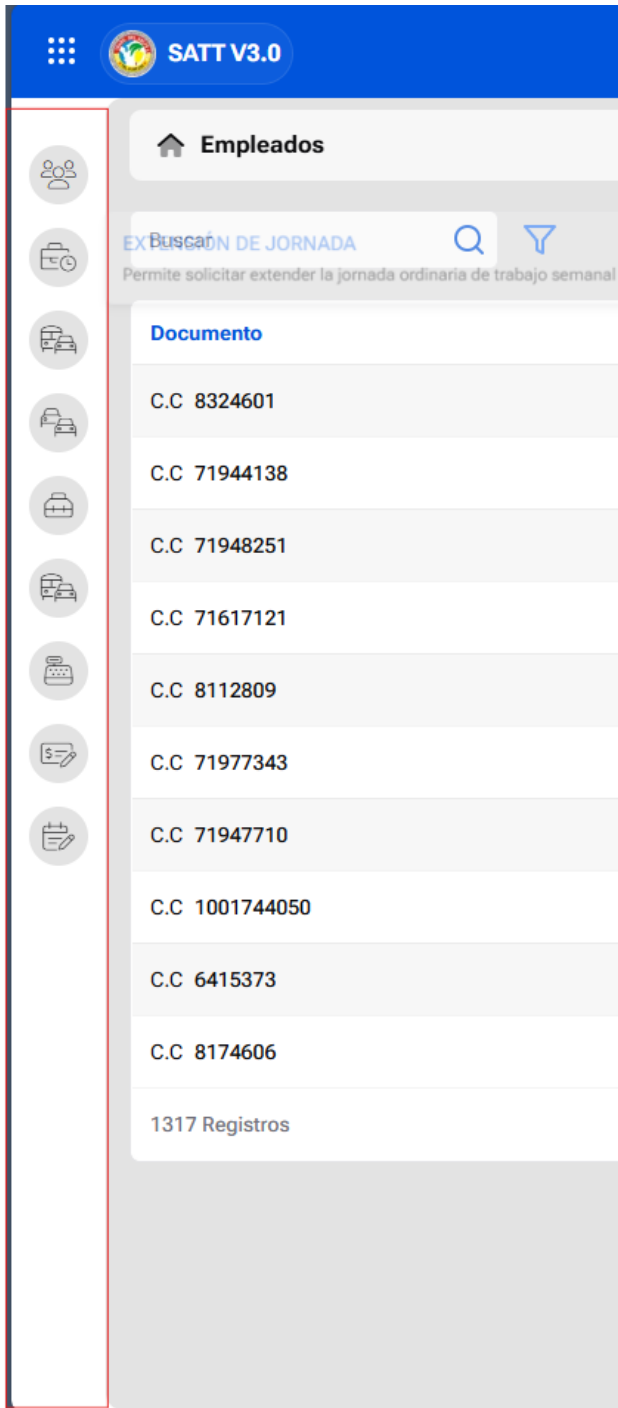 SATT V3.0
Empleados
Buscar
EXTENSIÓN DE JORNADA
Permite solicitar extender la jornada ordinaria de trabajo semanal
Documento
C.C 8324601
C.C 71944138
C.C 71948251
C.C 71617121
C.C 8112809
C.C 71977343
C.C 71947710
C.C 1001744050
C.C 6415373
C.C 8174606
1317 Registros